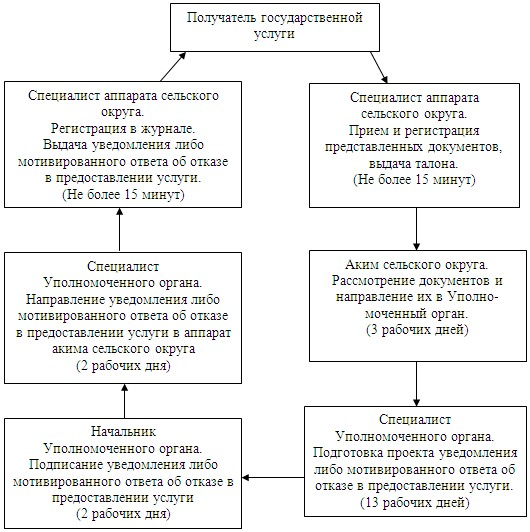 Получатель государственной
услуги
Специалист аппарата
сельского округа.
Прием и регистрация
представленных документов,
выдача талона.
(Не более 15 минут)
Аким сельского округа.
Рассмотрение документов и
направление их в Уполно-
моченный орган.
(3 рабочих дней)
Специалист
Уполномоченного органа.
Подготовка проекта уведомления
либо мотивированного ответа об
отказе в предоставлении услуги.
(13 рабочих дней)
Начальник
Уполномоченного органа.
Подписание уведомления либо
мотивированного ответа об отказе в
предоставлении услуги
(2 рабочих дня)
Специалист
Уполномоченного органа.
Направление уведомления либо
мотивированного ответа об отказе
в предоставлении услуги в аппарат
акима сельского округа
(2 рабочих дня)
Специалист аппарата сельского
округа.
Регистрация в журнале.
Выдача уведомления либо
мотивированного ответа об отказе
в предоставлении услуги.
(Не более 15 минут)